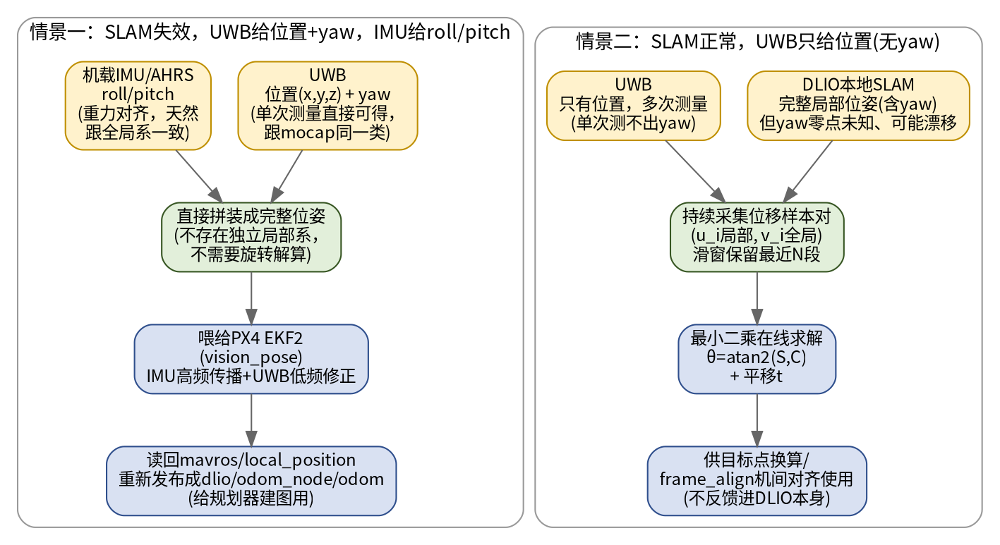 情景一：SLAM失效，UWB给位置+yaw，IMU给roll/pitch
机载IMU/AHRS
roll/pitch
(重力对齐，天然
跟全局系一致)
UWB
位置(x,y,z) + yaw
(单次测量直接可得，
跟mocap同一类)
直接拼装成完整位姿
(不存在独立局部系，
不需要旋转解算)
喂给PX4 EKF2
(vision_pose)
IMU高频传播+UWB低频修正
读回mavros/local_position
重新发布成dlio/odom_node/odom
(给规划器建图用)
情景二：SLAM正常，UWB只给位置(无yaw)
UWB
只有位置，多次测量
(单次测不出yaw)
DLIO本地SLAM
完整局部位姿(含yaw)
但yaw零点未知、可能漂移
持续采集位移样本对
(u_i局部, v_i全局)
滑窗保留最近N段
最小二乘在线求解
θ=atan2(S,C)
+ 平移t
供目标点换算/
frame_align机间对齐使用
(不反馈进DLIO本身)